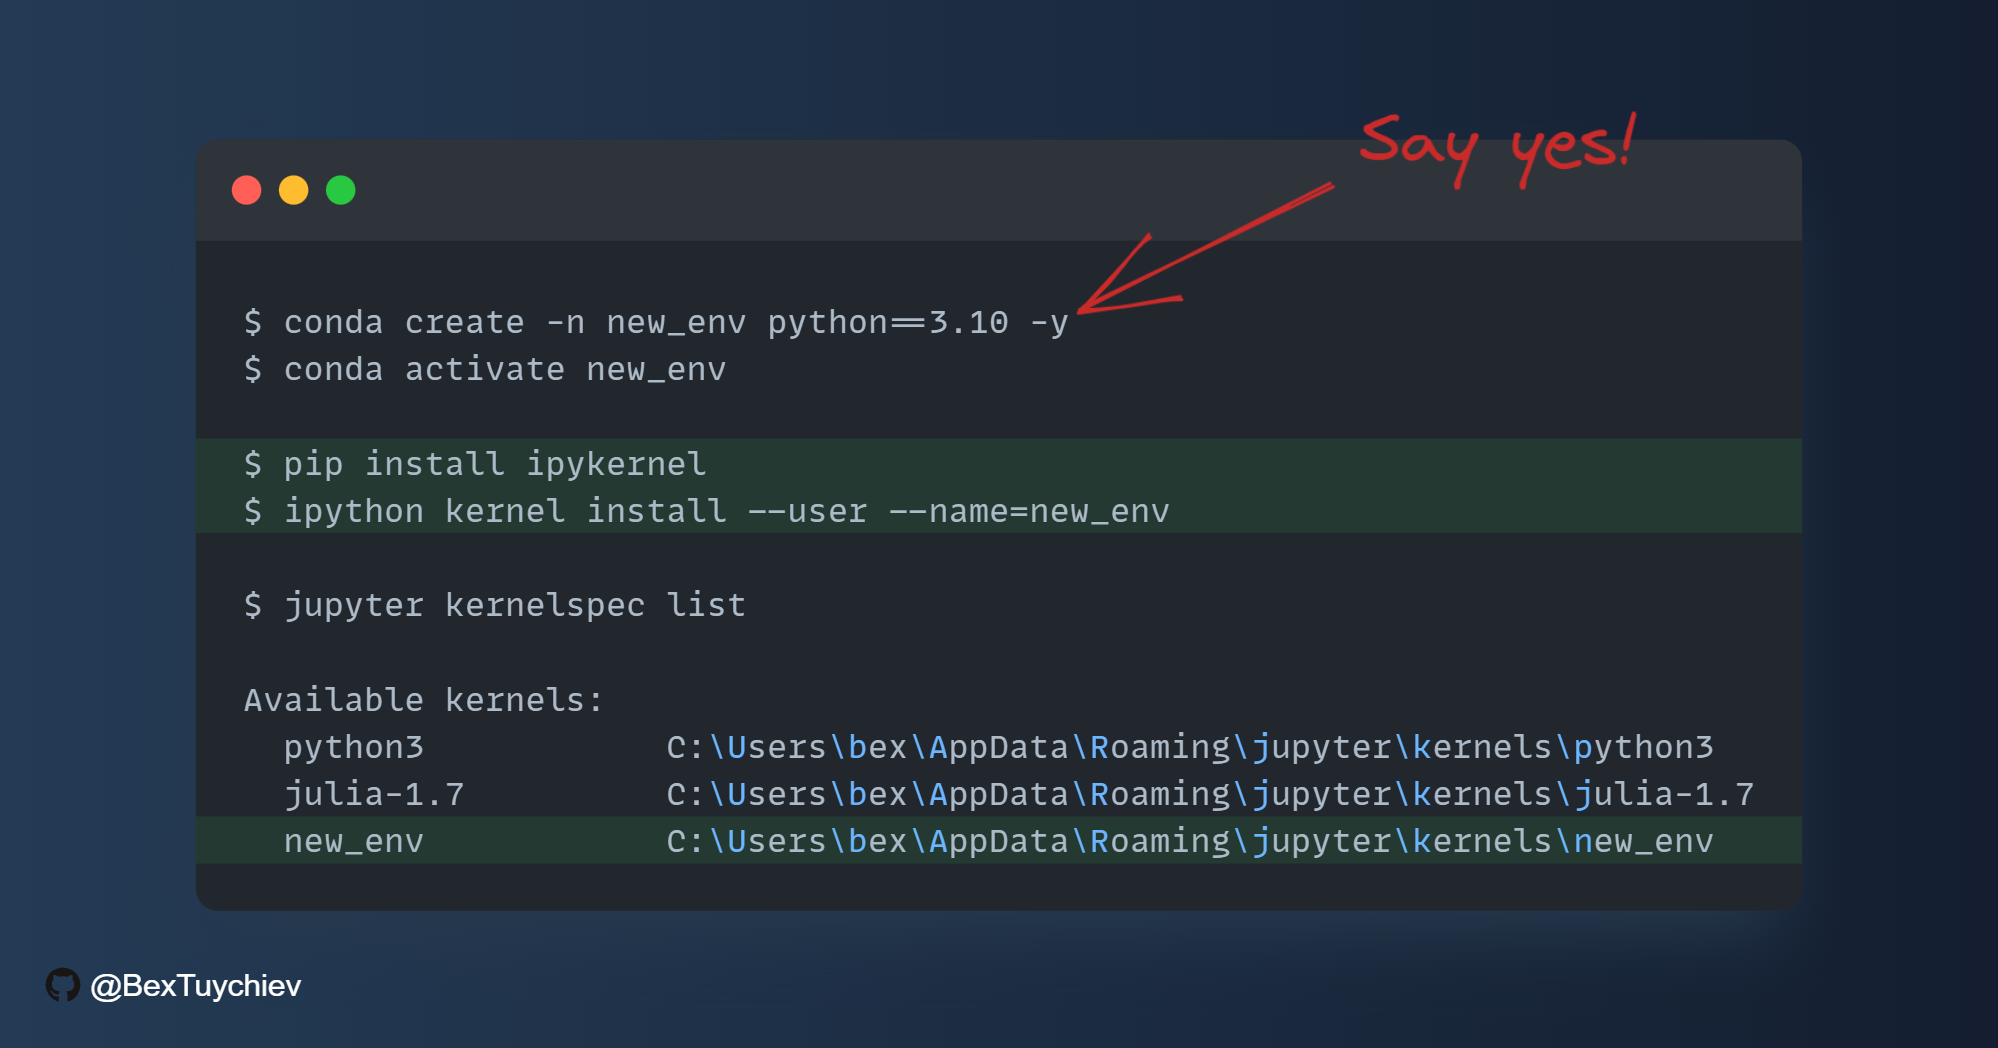 Say yes!
$ conda create -n new_env python==3.10 -y
$ conda activate new_env
$ pip install ipykernel
$ ipython kernel install --user --name=new_env
$ jupyter kernelspec list
Available kernels:
python3 C:\Users\bex\AppData\Roaming\jupyter\kernels\python3
julia-1.7 C:\Users\bex\AppData\Roaming\jupyter\kernels\julia-1.7
new_env C:\Users\bex\AppData\Roaming\jupyter\kernels\new_env
@BexTuychiev